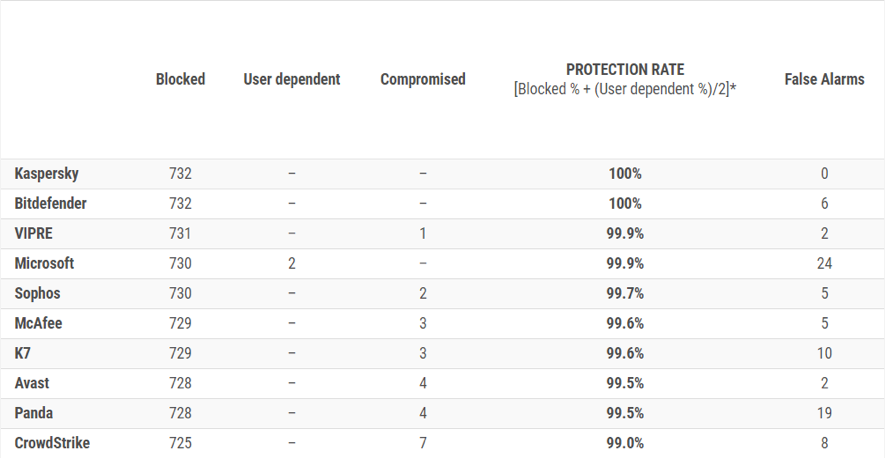 Blocked User dependent Compromised PROTECTION RATE False Alarms
[Blocked % + (User dependent %)/2]*
Kaspersky 732 – – 100% 0
Bitdefender 732 – – 100% 6
VIPRE 731 – 1 99.9% 2
Microsoft 730 2 – 99.9% 24
Sophos 730 – 2 99.7% 5
McAfee 729 – 3 99.6% 5
K7 729 – 3 99.6% 10
Avast 728 – 4 99.5% 2
Panda 728 – 4 99.5% 19
CrowdStrike 725 – 7 99.0% 8